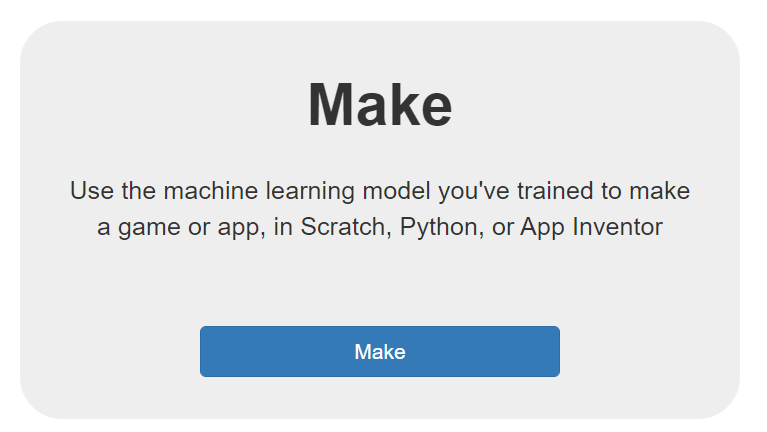 Make
Use the machine learning model you've trained to make
a game or app, in Scratch, Python, or App Inventor
Make